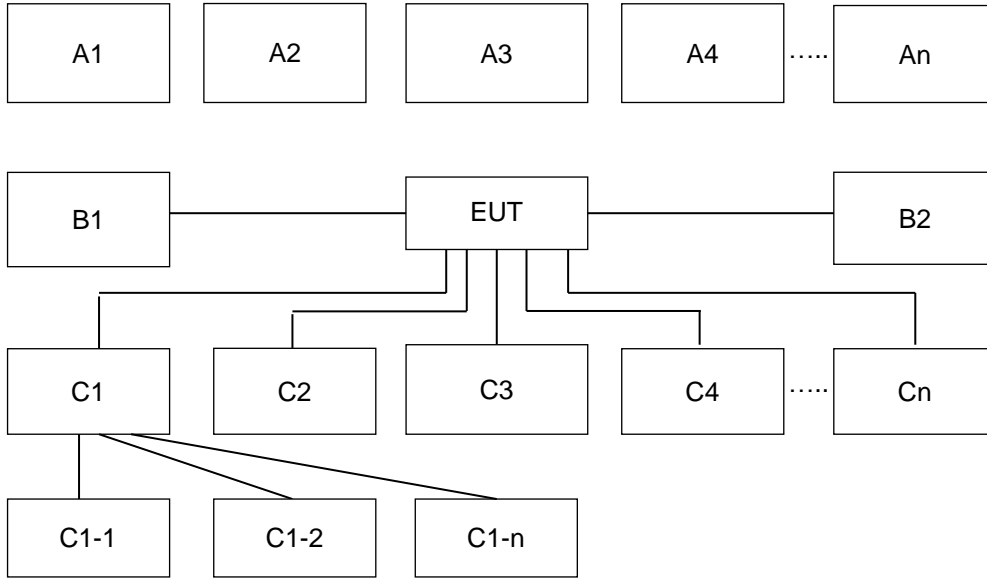 A1 A2 A3 A4 ….. An
B1 EUT B2
C1 C2 C3 C4 ….. Cn
C1-1 C1-2 C1-n